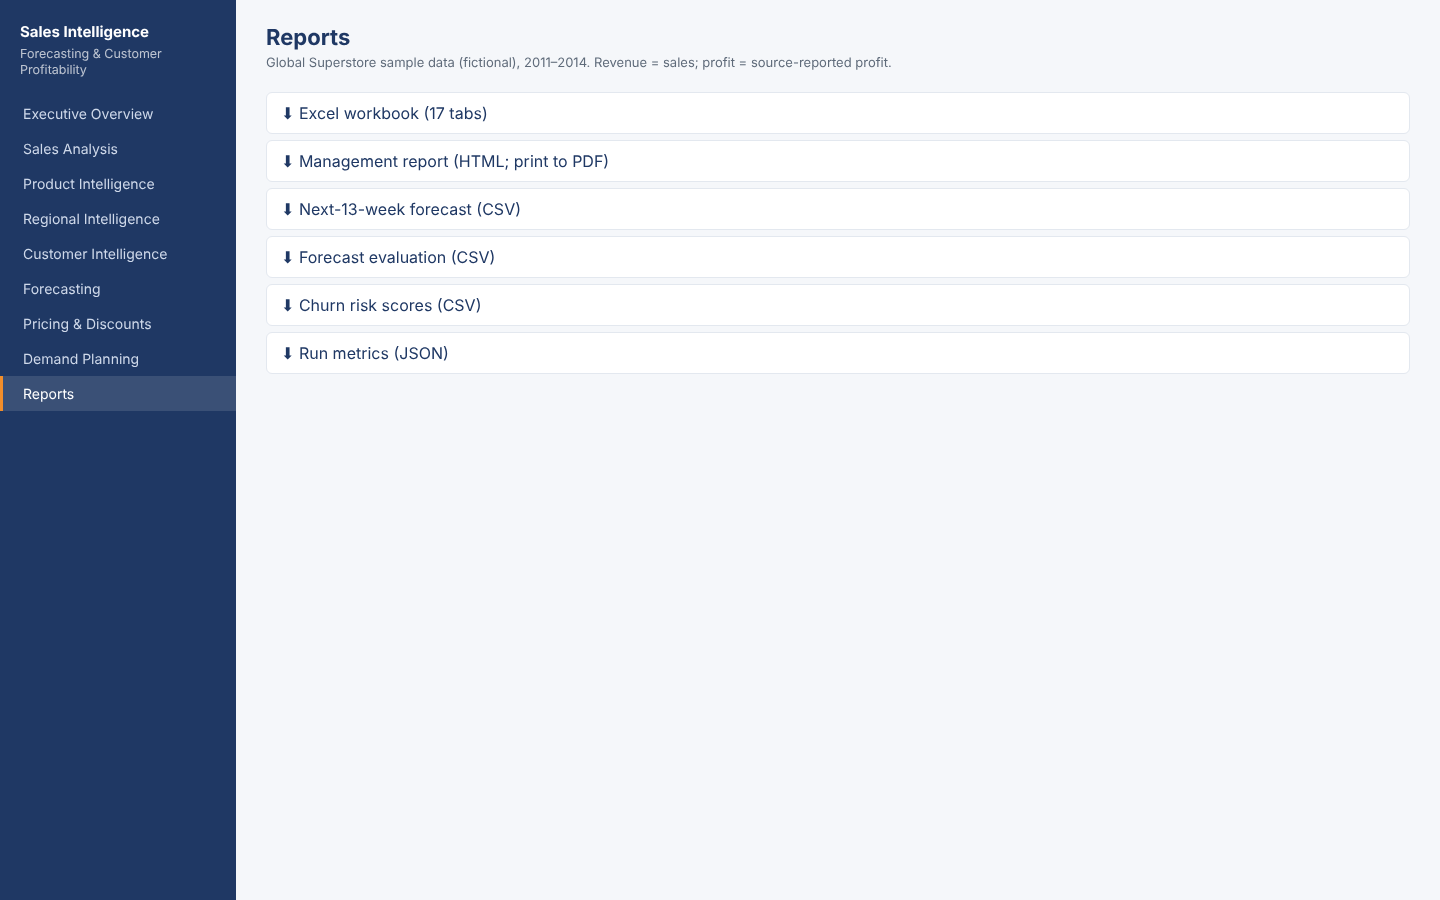 Sales Intelligence
Forecasting & Customer
Profitability
Executive Overview
Sales Analysis
Product Intelligence
Regional Intelligence
Customer Intelligence
Forecasting
Pricing & Discounts
Demand Planning
Reports
Reports
Global Superstore sample data (fictional), 2011–2014. Revenue = sales; profit = source-reported profit.
⬇ Excel workbook (17 tabs)
⬇ Management report (HTML; print to PDF)
⬇ Next-13-week forecast (CSV)
⬇ Forecast evaluation (CSV)
⬇ Churn risk scores (CSV)
⬇ Run metrics (JSON)